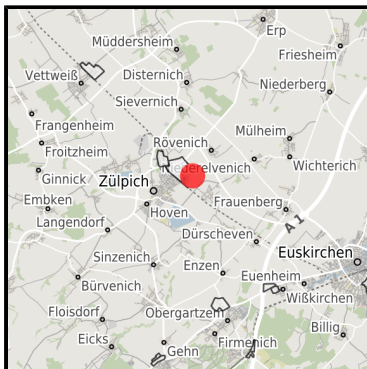 Erp
Müddersheim
Friesheim
Vettweiß
Disternich
Niederberg
Sievernich
Frangenheim
Mülheim
Rövenich
Froitzheim
Wichterich
Niederelvenich
Ginnick
Zülpich
Embken
Hoven
Frauenberg
Langendorf
A 1
Dürscheven
Euskirchen
Sinzenich
Enzen
Euenheim
Bürvenich
Wißkirchen
Floisdorf
Obergartzem
Billig
Eicks
Firmenich
Gehn